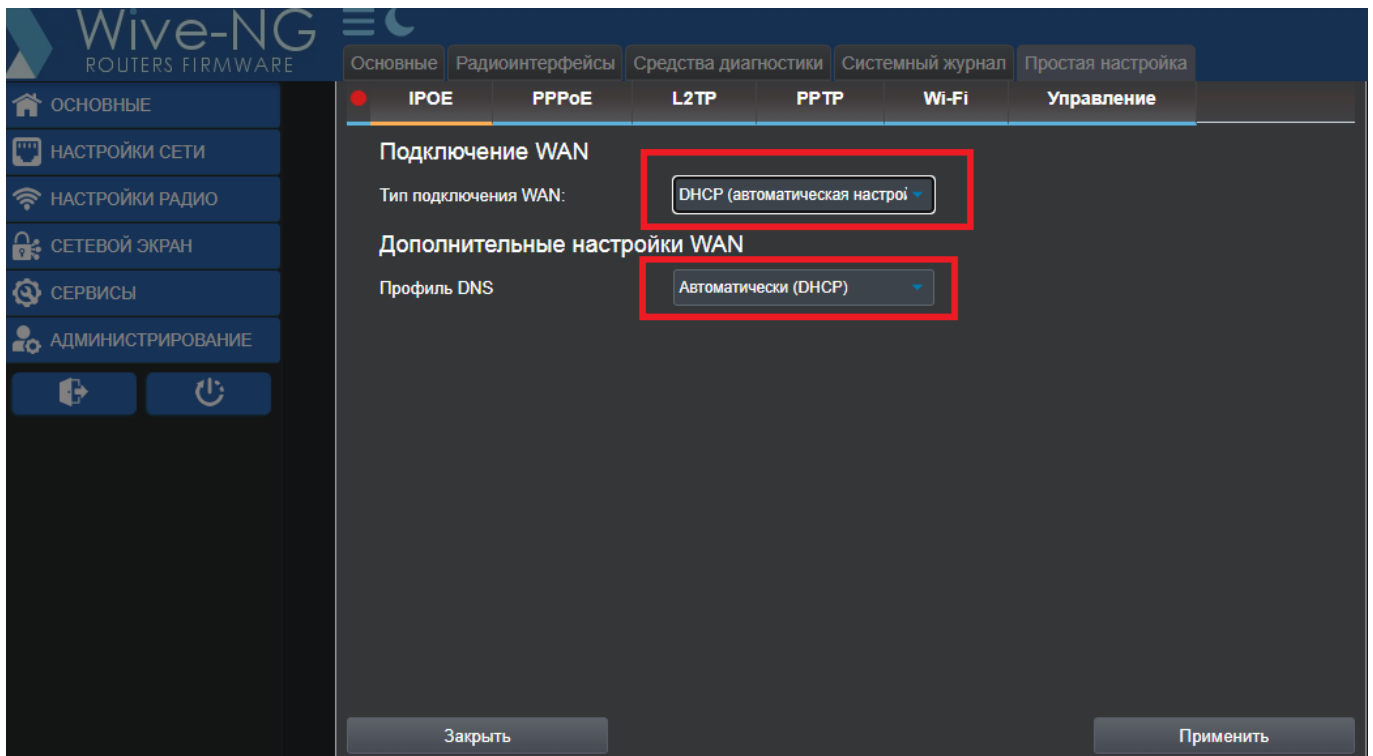 Wive-NG
ROUTERS FIRMWARE
Основные Радиоинтерфейсы Средства диагностики Системный журнал Простая настройка
IPOE PPPoE L2TP PPTP Wi-Fi Управление
ОСНОВНЫЕ
НАСТРОЙКИ СЕТИ
НАСТРОЙКИ РАДИО
СЕТЕВОЙ ЭКРАН
СЕРВИСЫ
АДМИНИСТРИРОВАНИЕ
Подключение WAN
Тип подключения WAN: DHCP (автоматическая настрой
Дополнительные настройки WAN
Профиль DNS Автоматически (DHCP)
Закрыть Применить